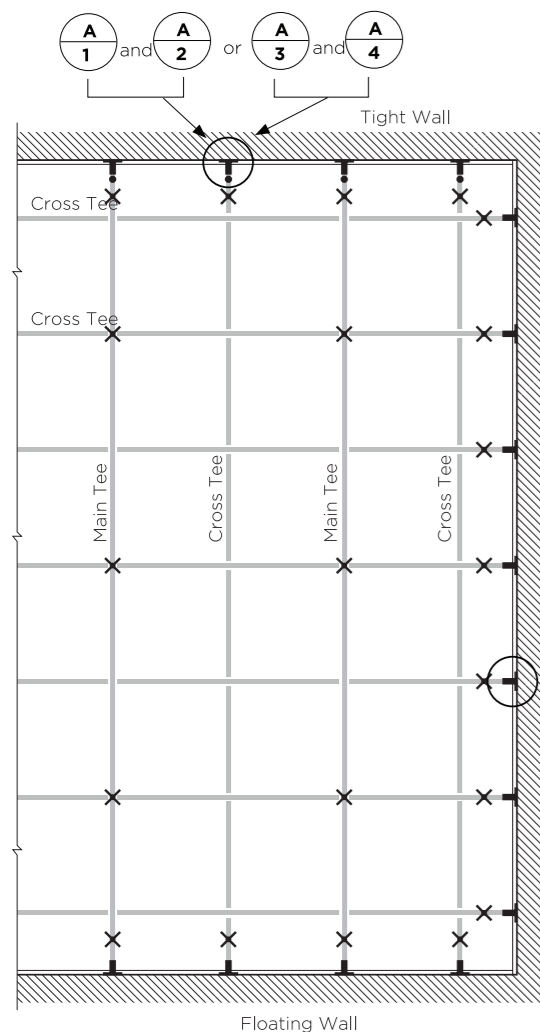 A A A A
1 and 2 or 3 and 4
Tight Wall
Cross Tee
Cross Tee
Main Tee
Cross Tee
Main Tee
Cross Tee
Floating Wall